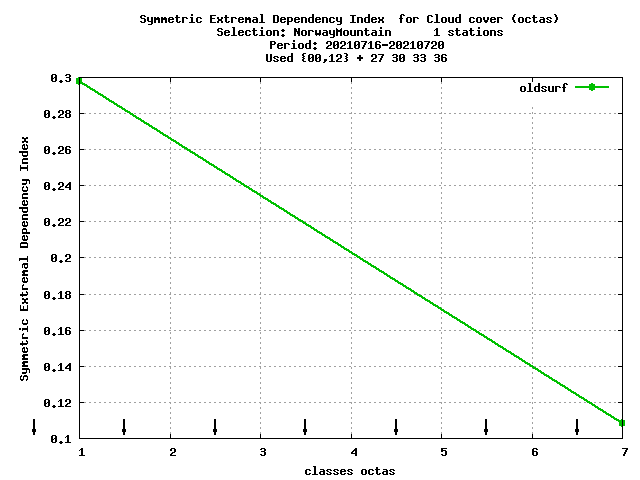 Symmetric Extremal Dependency Index  for Cloud cover (octas)
Selection: NorwayMountain      1 stations
Period: 20210716-20210720
Used {00,12} + 27 30 33 36
oldsurf
0.3
0.28
0.26
0.24
0.22
0.2
0.18
0.16
0.14
0.12
0.1
Symmetric Extremal Dependency Index
1 2 3 4 5 6 7
classes octas